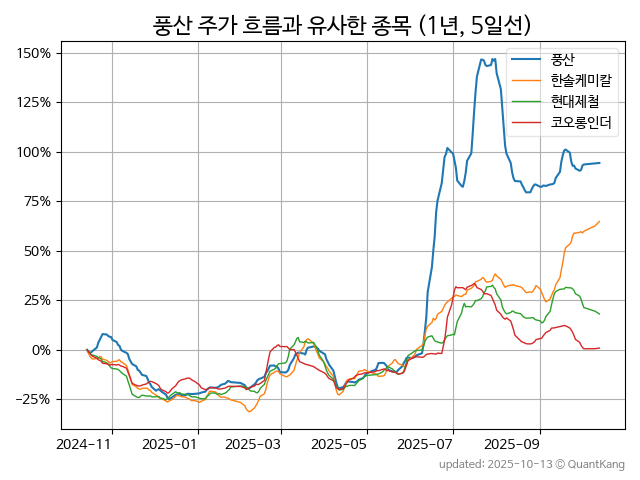 풍산 주가 흐름과 유사한 종목 (1년, 5일선)
150%
125%
100%
75%
50%
25%
0%
−25%
풍산
한솔케미칼
현대제철
코오롱인더
2024-11
2025-01
2025-03
2025-05
2025-07
2025-09
updated: 2025-10-13 © QuantKang